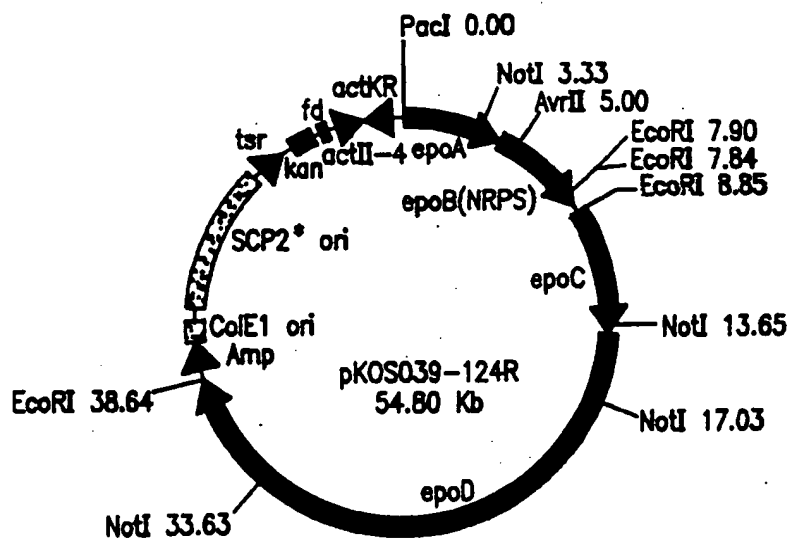 PacI 0.00
NotI 3.33
AvrII 5.00
EcoRI 7.90
EcoRI 7.84
EcoRI 8.85
actKR
fd
tsr
kan
actII-4
epoA
epoB(NRPS)
SCP2* ori
epoC
ColE1 ori
Amp
NotI 13.65
pKOS039-124R
54.80 Kb
EcoRI 38.64
NotI 17.03
epoD
NotI 33.63